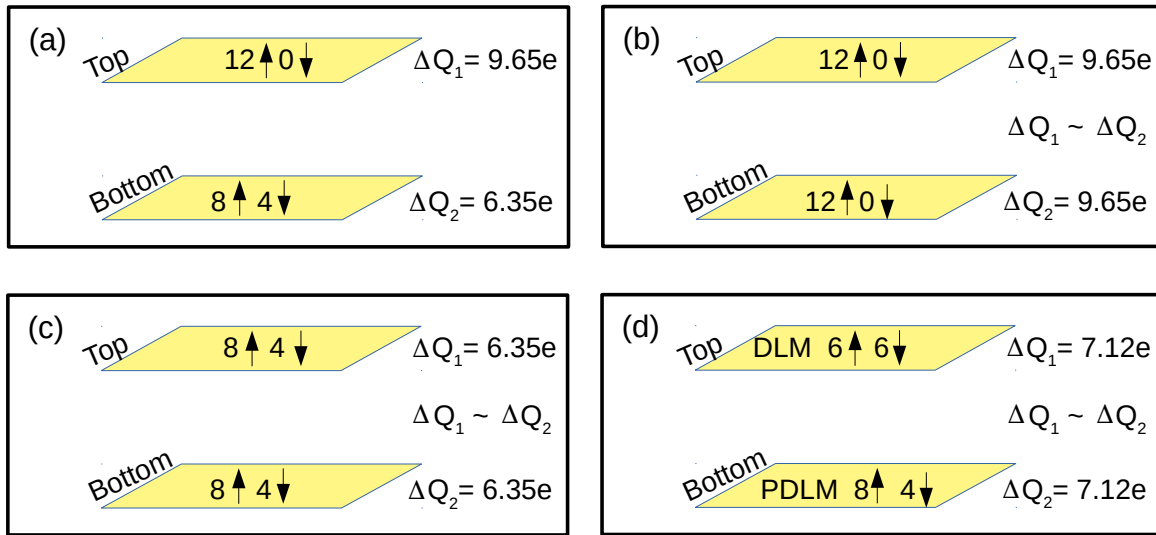 (a)
Top
12↑0↓
ΔQ₁= 9.65e
Bottom
8↑ 4↓
ΔQ₂= 6.35e
(b)
Top
12↑0↓
ΔQ₁= 9.65e
ΔQ₁ ~ ΔQ₂
Bottom
12↑0↓
ΔQ₂= 9.65e
(c)
Top
8↑ 4↓
ΔQ₁= 6.35e
ΔQ₁ ~ ΔQ₂
Bottom
8↑4↓
ΔQ₂= 6.35e
(d)
Top
DLM 6↑ 6↓
ΔQ₁= 7.12e
ΔQ₁ ~ ΔQ₂
Bottom
PDLM 8↑ 4↓
ΔQ₂= 7.12e